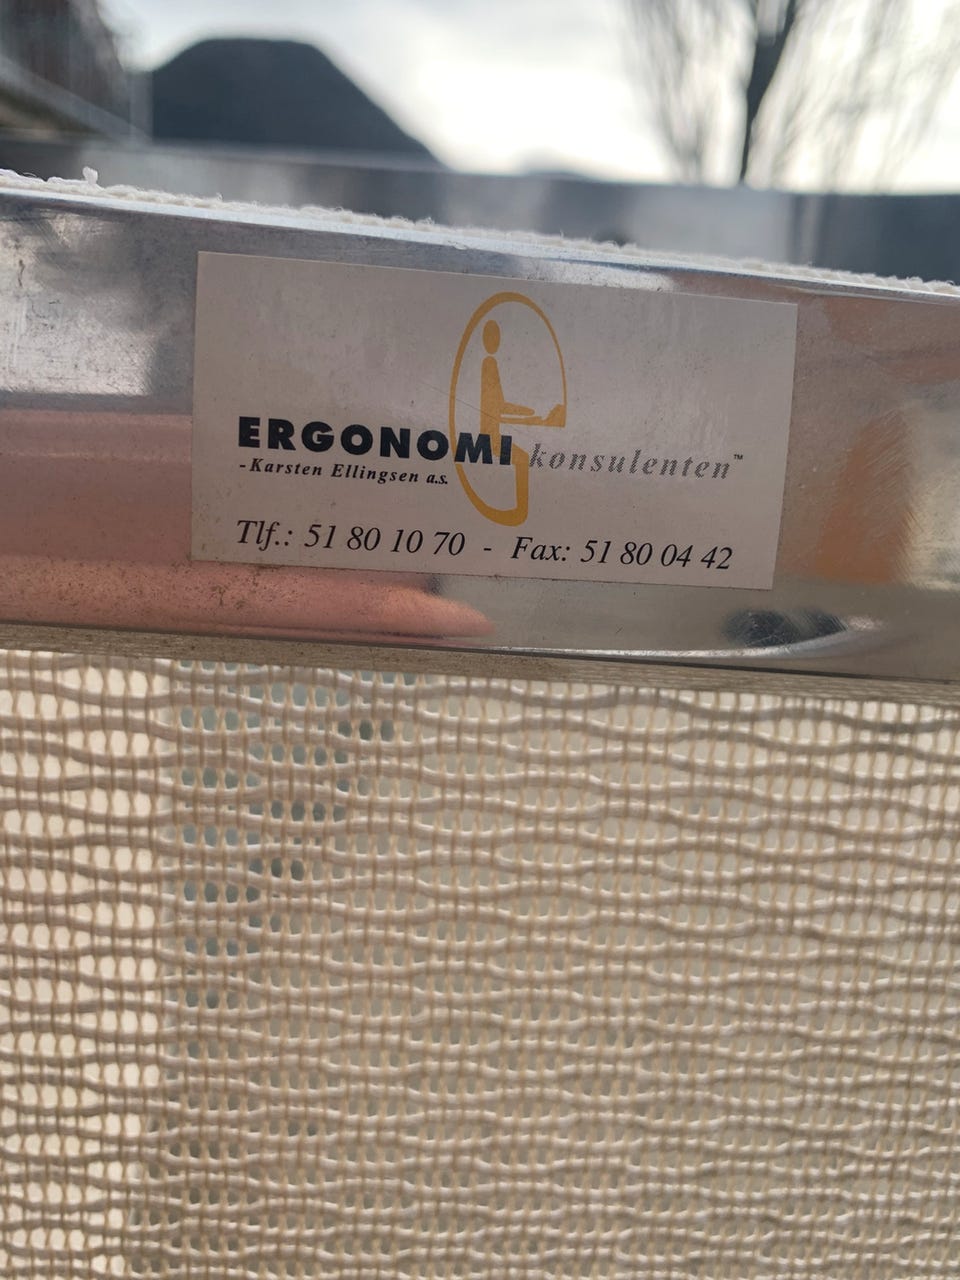 ERGONOMI konsulenten™
-Karsten Ellingsen a.s.
Tlf.: 51 80 10 70 - Fax: 51 80 04 42